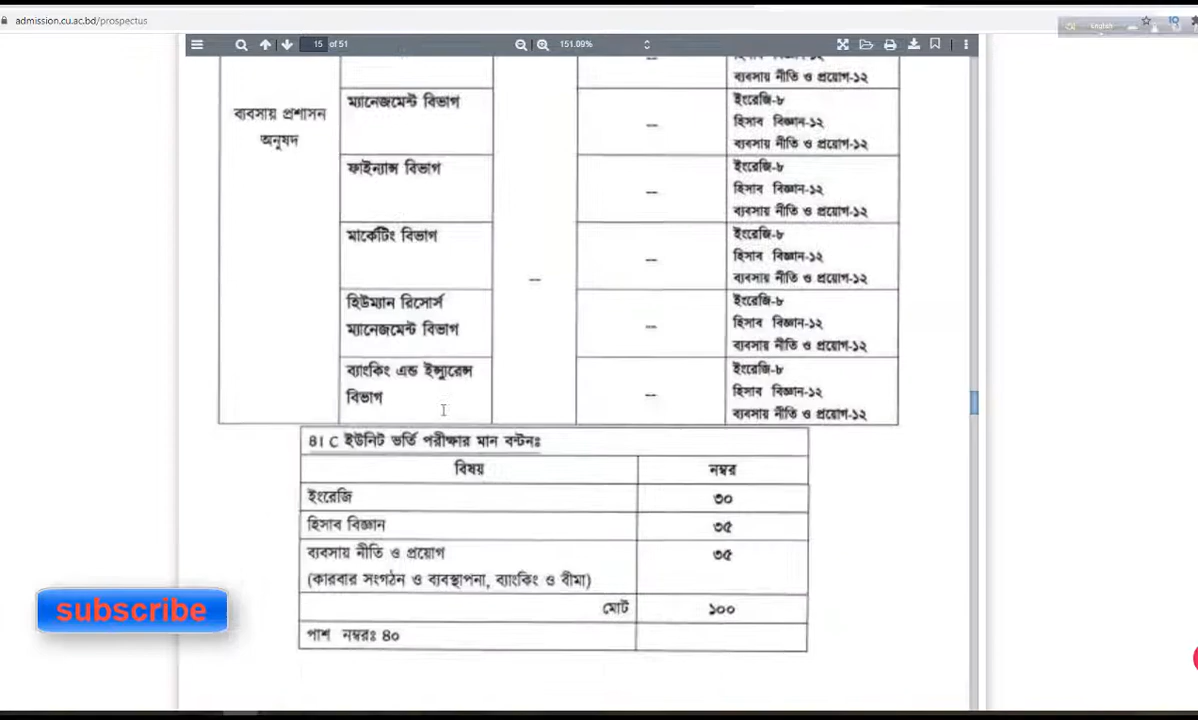 admission.cu.ac.bd/prospectus
English
15 of 51
151.09%
ব্যবসায় প্রশাসন
অনুষদ
ব্যবসায় নীতি ও প্রয়োগ-১২
ম্যানেজমেন্ট বিভাগ
--
ইংরেজি-৮
হিসাব বিজ্ঞান-১২
ব্যবসায় নীতি ও প্রয়োগ-১২
ফাইন্যান্স বিভাগ
--
ইংরেজি-৮
হিসাব বিজ্ঞান-১২
ব্যবসায় নীতি ও প্রয়োগ-১২
মার্কেটিং বিভাগ
--
--
ইংরেজি-৮
হিসাব বিজ্ঞান-১২
ব্যবসায় নীতি ও প্রয়োগ-১২
হিউম্যান রিসোর্স
ম্যানেজমেন্ট বিভাগ
--
ইংরেজি-৮
হিসাব বিজ্ঞান-১২
ব্যবসায় নীতি ও প্রয়োগ-১২
ব্যাংকিং এন্ড ইন্স্যুরেন্স
বিভাগ
--
ইংরেজি-৮
হিসাব বিজ্ঞান-১২
ব্যবসায় নীতি ও প্রয়োগ-১২
৪। C ইউনিট ভর্তি পরীক্ষার মান বণ্টনঃ
বিষয় নম্বর
ইংরেজি ৩০
হিসাব বিজ্ঞান ৩৫
ব্যবসায় নীতি ও প্রয়োগ ৩৫
(কারবার সংগঠন ও ব্যবস্থাপনা, ব্যাংকিং ও বীমা)
মোট ১০০
পাশ নম্বরঃ ৪০
subscribe